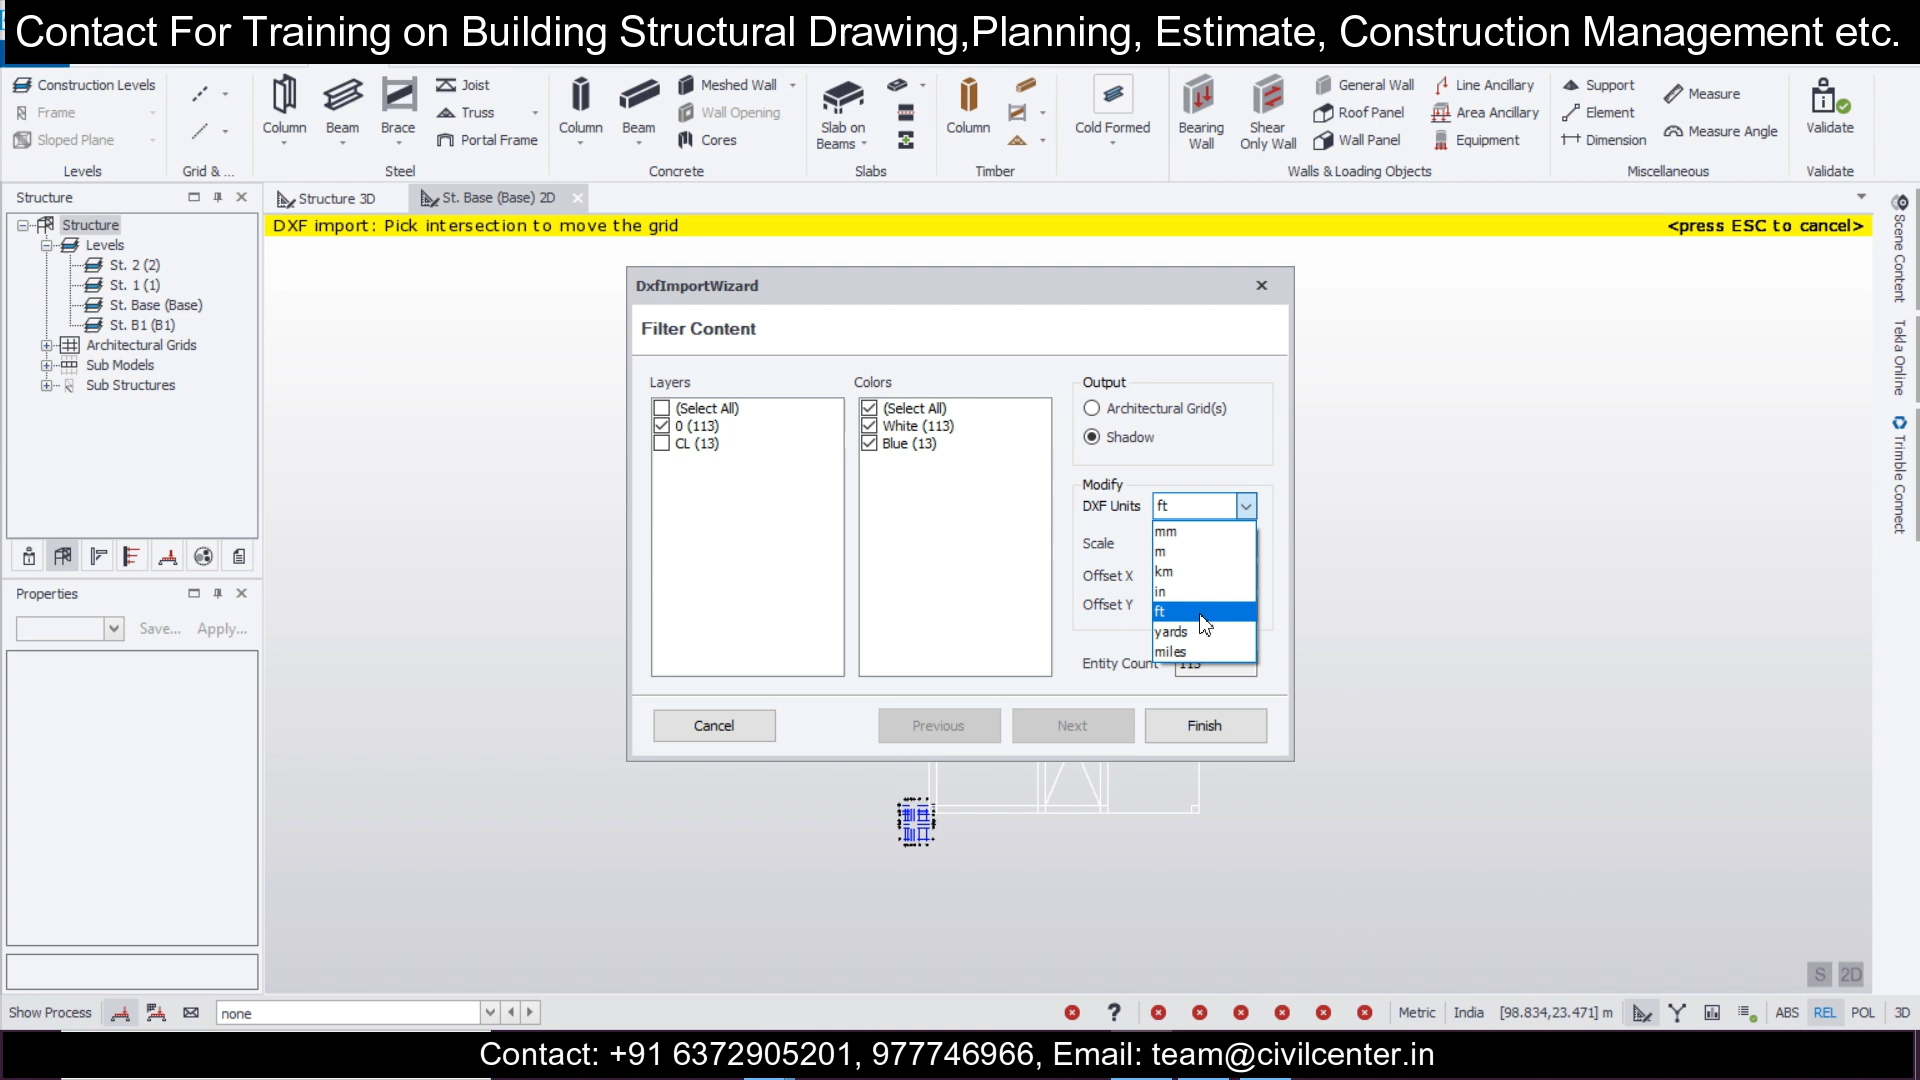 Contact For Training on Building Structural Drawing,Planning, Estimate, Construction Management etc.
Construction Levels
Frame
Sloped Plane
Levels
Grid & ...
Column
Beam
Brace
Joist
Truss
Portal Frame
Steel
Column
Beam
Meshed Wall
Wall Opening
Cores
Concrete
Slab on
Beams
Slabs
Column
Timber
Cold Formed
Bearing
Wall
Shear
Only Wall
General Wall
Roof Panel
Wall Panel
Line Ancillary
Area Ancillary
Equipment
Walls & Loading Objects
Support
Element
Dimension
Measure
Measure Angle
Miscellaneous
Validate
Validate
Structure
Structure 3D
St. Base (Base) 2D
DXF import: Pick intersection to move the grid
<press ESC to cancel>
Structure
Levels
St. 2 (2)
St. 1 (1)
St. Base (Base)
St. B1 (B1)
Architectural Grids
Sub Models
Sub Structures
Properties
Save...
Apply...
DxfImportWizard
Filter Content
Layers
(Select All)
0 (113)
CL (13)
Colors
(Select All)
White (113)
Blue (13)
Output
Architectural Grid(s)
Shadow
Modify
DXF Units
ft
mm
m
km
in
ft
yards
miles
Scale
Offset X
Offset Y
Entity Count
113
Cancel
Previous
Next
Finish
Scene Content
Tekla Online
Trimble Connect
S
2D
Show Process
none
?
Metric
India
[98.834,23.471] m
ABS
REL
POL
3D
Contact: +91 6372905201, 977746966, Email: team@civilcenter.in